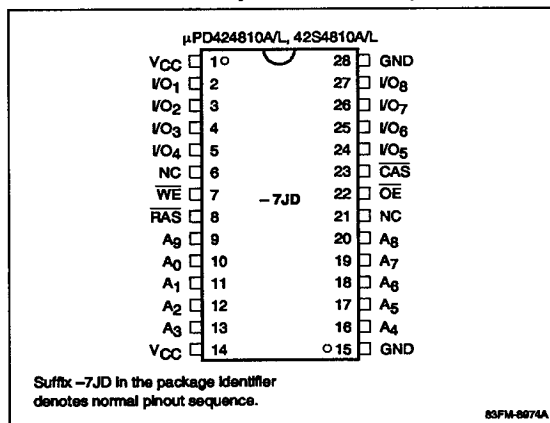 μPD424810A/L, 42S4810A/L
VCC 1 28 GND
I/O1 2 27 I/O8
I/O2 3 26 I/O7
I/O3 4 25 I/O6
I/O4 5 24 I/O5
NC 6 23 CAS
WE 7 22 OE
RAS 8 –7JD 21 NC
A9 9 20 A8
A0 10 19 A7
A1 11 18 A6
A2 12 17 A5
A3 13 16 A4
VCC 14 15 GND
Suffix –7JD in the package identifier
denotes normal pinout sequence.
83FM-8974A